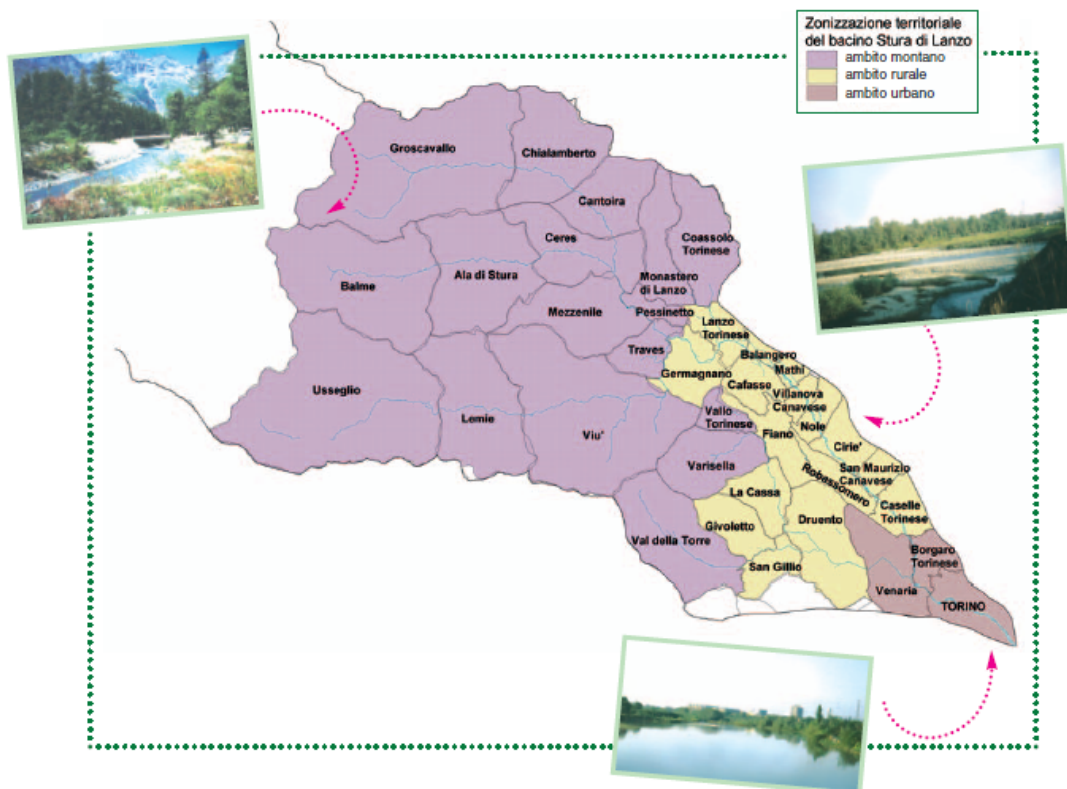 Zonizzazione territoriale
del bacino Stura di Lanzo
ambito montano
ambito rurale
ambito urbano
Groscavallo
Chialamberto
Cantoira
Ceres
Coassolo
Torinese
Ala di Stura
Balme
Monastero
di Lanzo
Mezzenile
Pessinetto
Lanzo
Torinese
Traves
Balangero
Mathi
Germagnano
Cafasse
Villanova
Canavese
Usseglio
Lemie
Viu'
Vallo
Torinese
Fiano
Nole
Cirie'
Varisella
San Maurizio
Canavese
Robassomero
La Cassa
Caselle
Torinese
Givoletto
Druento
Val della Torre
San Gillio
Borgaro
Torinese
Venaria
TORINO